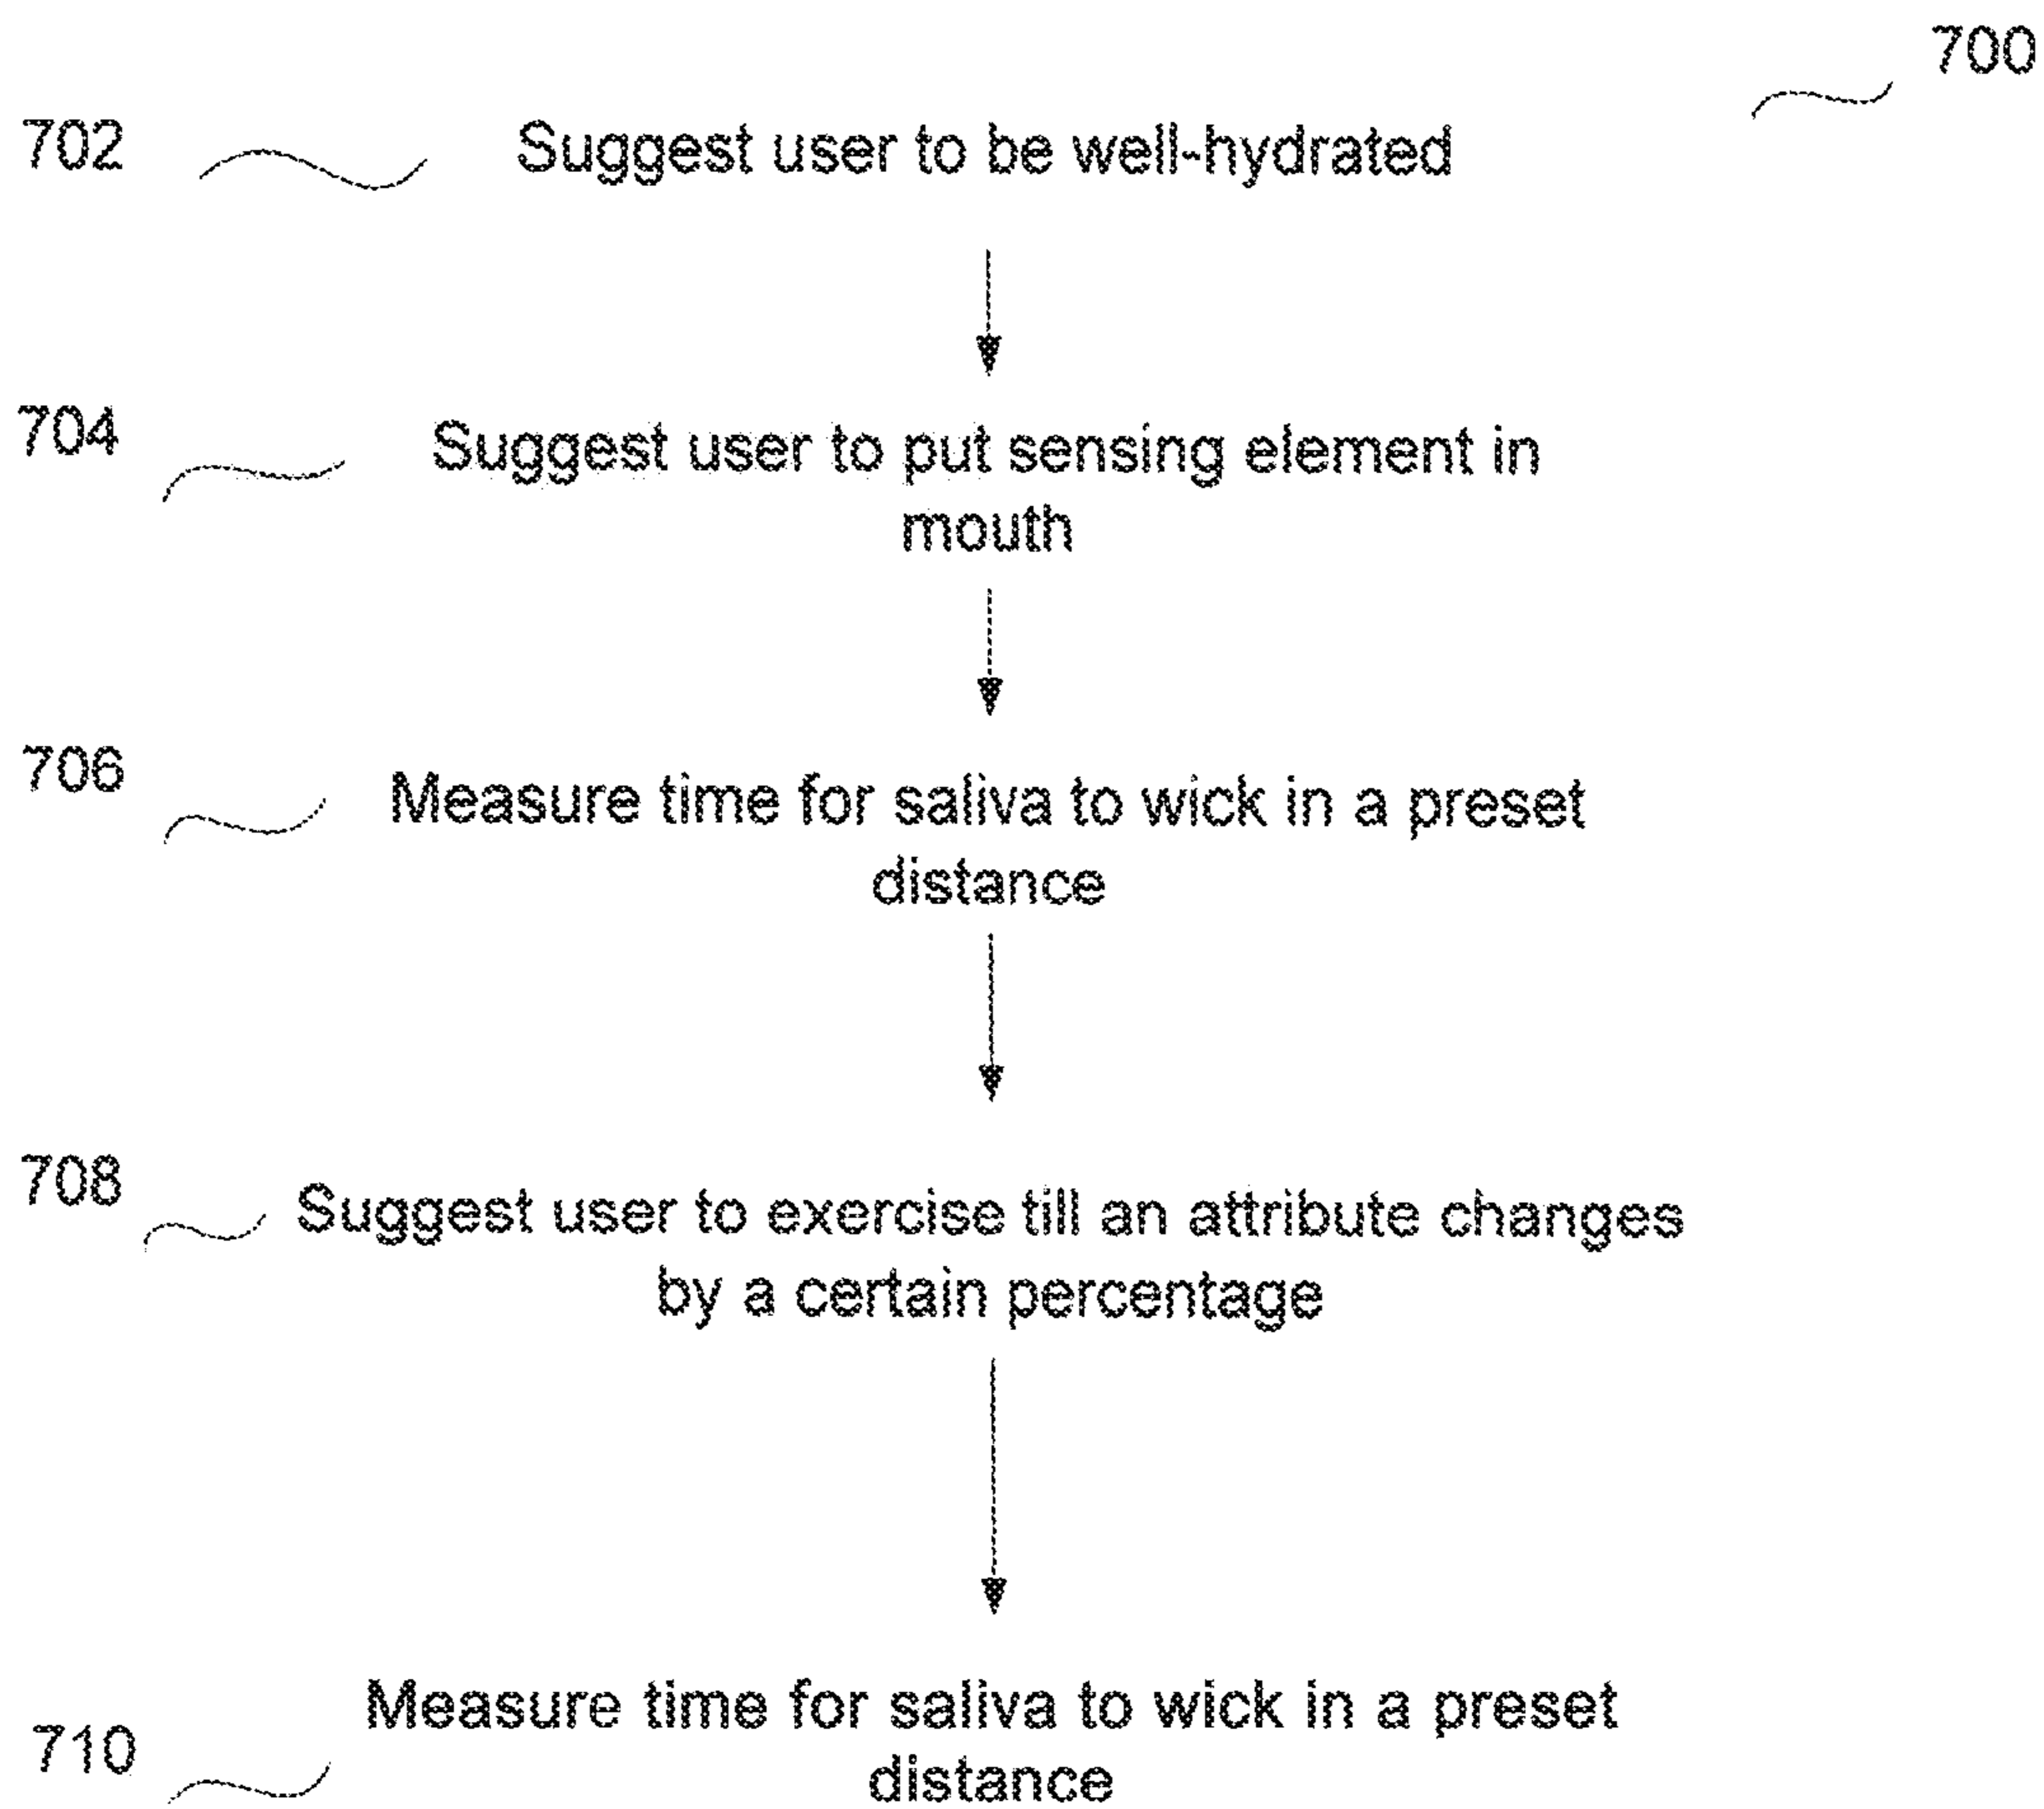 700
702 Suggest user to be well-hydrated
704 Suggest user to put sensing element in
mouth
706 Measure time for saliva to wick in a preset
distance
708 Suggest user to exercise till an attribute changes
by a certain percentage
710 Measure time for saliva to wick in a preset
distance